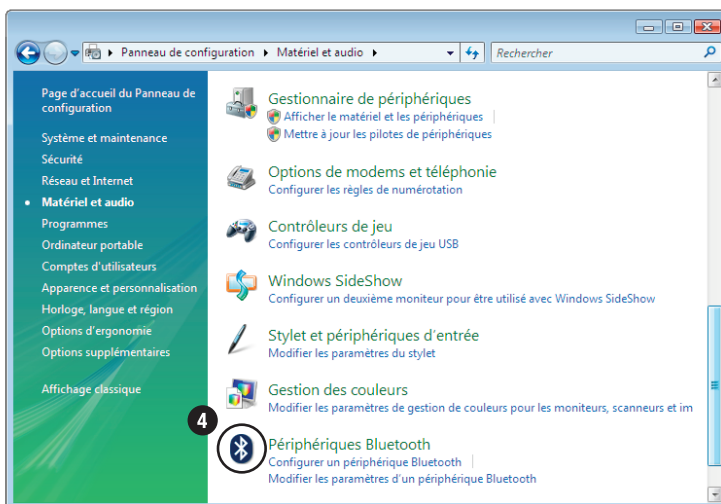 Panneau de configuration ▸ Matériel et audio ▸
Rechercher
Page d'accueil du Panneau de
configuration
Système et maintenance
Sécurité
Réseau et Internet
Matériel et audio
Programmes
Ordinateur portable
Comptes d'utilisateurs
Apparence et personnalisation
Horloge, langue et région
Options d'ergonomie
Options supplémentaires
Affichage classique
Gestionnaire de périphériques
Afficher le matériel et les périphériques
Mettre à jour les pilotes de périphériques
Options de modems et téléphonie
Configurer les règles de numérotation
Contrôleurs de jeu
Configurer les contrôleurs de jeu USB
Windows SideShow
Configurer un deuxième moniteur pour être utilisé avec Windows SideShow
Stylet et périphériques d'entrée
Modifier les paramètres du stylet
Gestion des couleurs
Modifier les paramètres de gestion de couleurs pour les moniteurs, scanneurs et im
4
Périphériques Bluetooth
Configurer un périphérique Bluetooth
Modifier les paramètres d'un périphérique Bluetooth